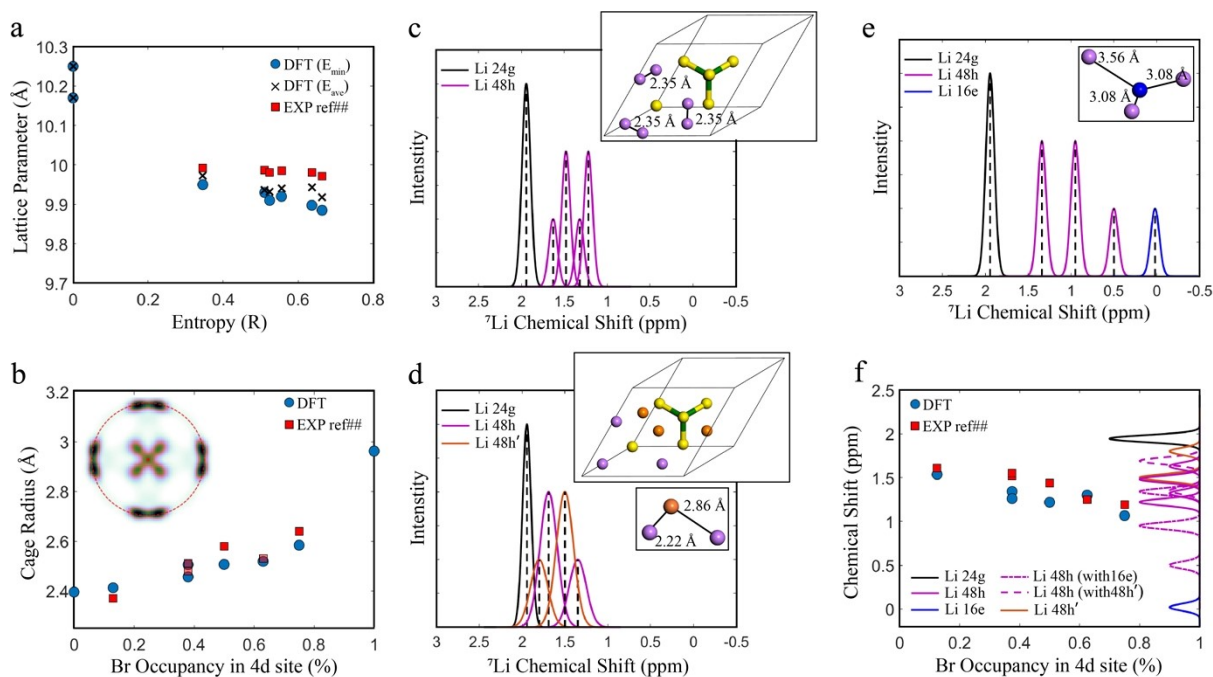 a
10.3
10.2
10.1
10
9.9
9.8
9.7
0
0.2
0.4
0.6
0.8
Lattice Parameter (Å)
Entropy (R)
DFT (Emin)
DFT (Eave)
EXP ref##
b
3.2
3
2.8
2.6
2.4
0
0.2
0.4
0.6
0.8
1
Cage Radius (Å)
Br Occupancy in 4d site (%)
DFT
EXP ref##
c
Li 24g
Li 48h
2.35 Å
2.35 Å
2.35 Å
Intenstity
3
2.5
2
1.5
1
0.5
0
-0.5
⁷Li Chemical Shift (ppm)
d
Li 24g
Li 48h
Li 48h′
2.86 Å
2.22 Å
Intenstity
3
2.5
2
1.5
1
0.5
0
-0.5
⁷Li Chemical Shift (ppm)
e
Li 24g
Li 48h
Li 16e
3.56 Å
3.08 Å
3.08 Å
Intensity
3
2.5
2
1.5
1
0.5
0
-0.5
⁷Li Chemical Shift (ppm)
f
2.5
2
1.5
1
0.5
0
Chemical Shift (ppm)
DFT
EXP ref##
Li 24g
Li 48h
Li 16e
Li 48h (with16e)
Li 48h (with48h′)
Li 48h′
0
0.2
0.4
0.6
0.8
1
Br Occupancy in 4d site (%)